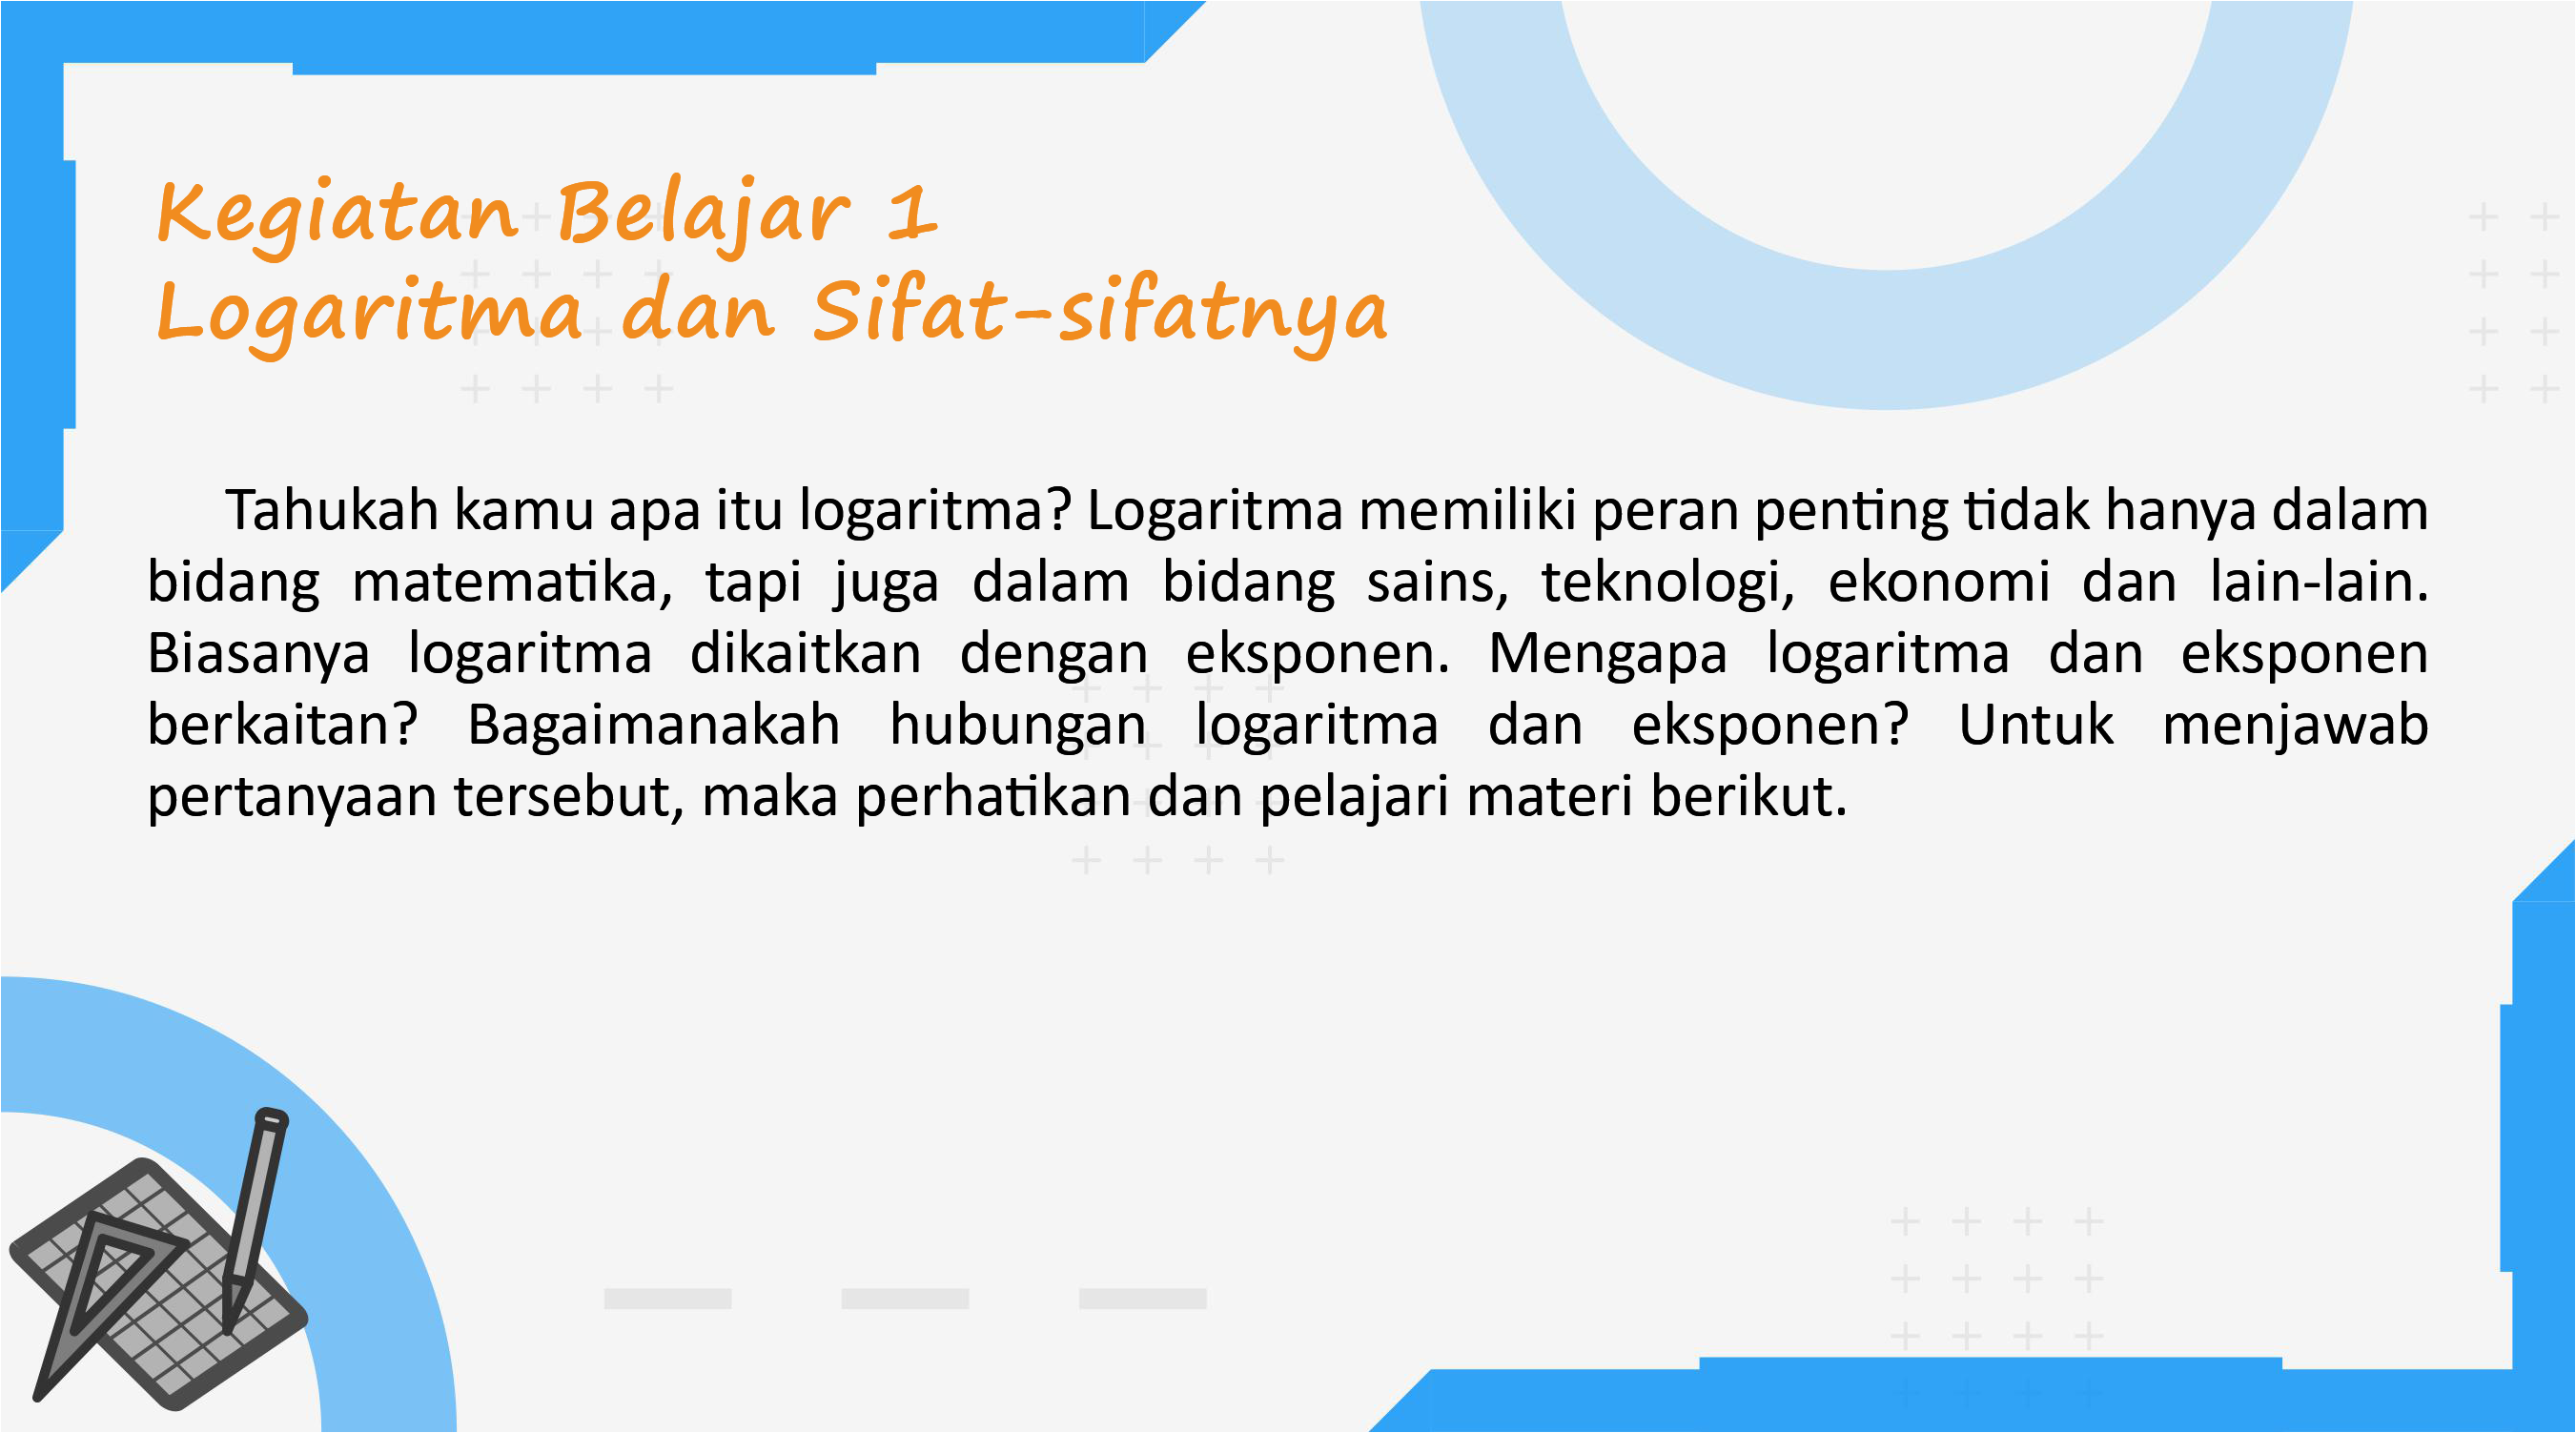 Kegiatan Belajar 1
Logaritma dan Sifat-sifatnya
Tahukah kamu apa itu logaritma? Logaritma memiliki peran penting tidak hanya dalam
bidang matematika, tapi juga dalam bidang sains, teknologi, ekonomi dan lain-lain.
Biasanya logaritma dikaitkan dengan eksponen. Mengapa logaritma dan eksponen
berkaitan? Bagaimanakah hubungan logaritma dan eksponen? Untuk menjawab
pertanyaan tersebut, maka perhatikan dan pelajari materi berikut.